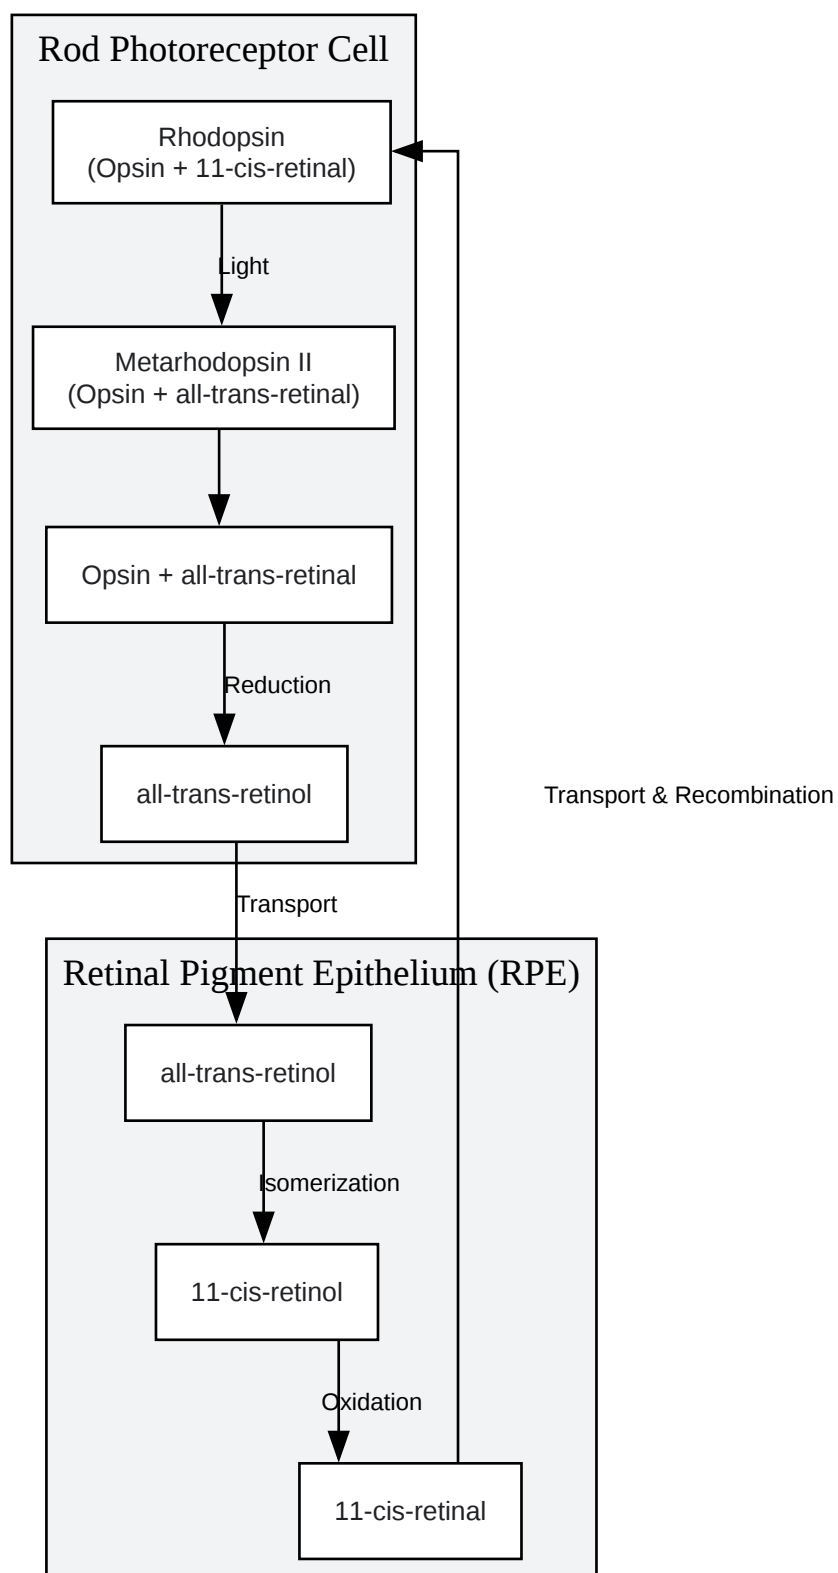 Rod Photoreceptor Cell
Rhodopsin
(Opsin + 11-cis-retinal)
Light
Metarhodopsin II
(Opsin + all-trans-retinal)
Opsin + all-trans-retinal
Reduction
all-trans-retinol
Transport & Recombination
Transport
Retinal Pigment Epithelium (RPE)
all-trans-retinol
Isomerization
11-cis-retinol
Oxidation
11-cis-retinal